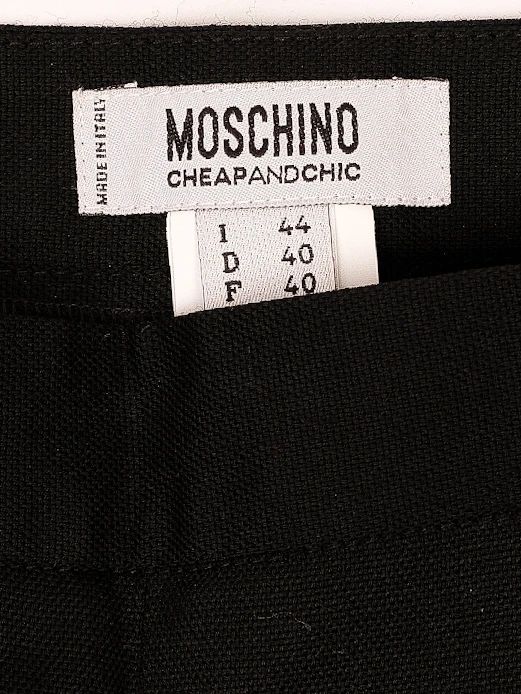 MADE IN ITALY
MOSCHINO
CHEAPANDCHIC
I 44
D 40
F 40